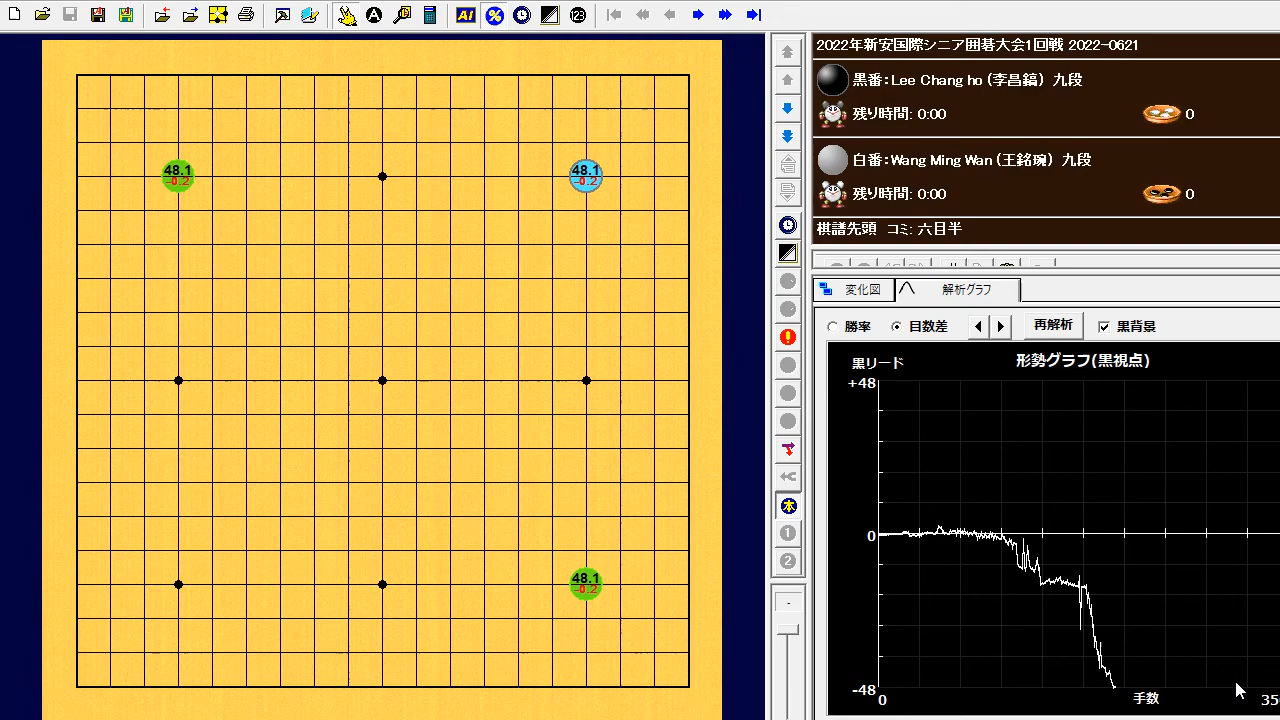 AI
%
A
123
2022年新安国際シニア囲碁大会1回戦 2022-0621
黒番:Lee Chang ho (李昌鎬) 九段
残り時間: 0:00
0
白番:Wang Ming Wan (王銘琬) 九段
残り時間: 0:00
0
棋譜先頭 コミ: 六目半
変化図
解析グラフ
勝率
目数差
再解析
黒背景
黒リード
形勢グラフ(黒視点)
+48
0
-48
0
手数
35
48.1
-0.2
48.1
-0.2
48.1
-0.2
本
1
2
-